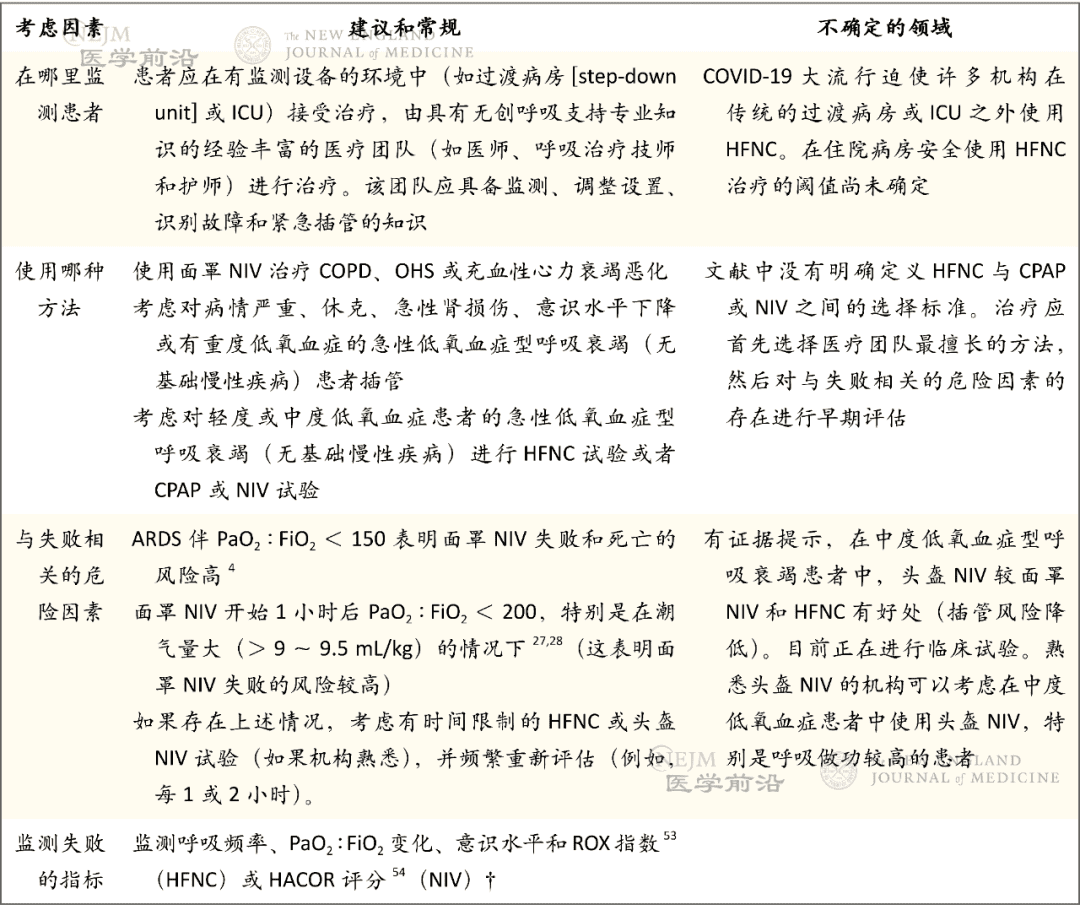 考虑因素 建议和常规 不确定的领域
NEJM
医学前沿
The NEW ENGLAND
JOURNAL of MEDICINE
在哪里监
测患者
患者应在有监测设备的环境中（如过渡病房 [step-down
unit] 或 ICU）接受治疗，由具有无创呼吸支持专业知
识的经验丰富的医疗团队（如医师、呼吸治疗技师
和护师）进行治疗。该团队应具备监测、调整设置、
识别故障和紧急插管的知识
COVID-19 大流行迫使许多机构在
传统的过渡病房或 ICU 之外使用
HFNC。在住院病房安全使用 HFNC
治疗的阈值尚未确定
使用哪种
方法
使用面罩 NIV 治疗 COPD、OHS 或充血性心力衰竭恶化
考虑对病情严重、休克、急性肾损伤、意识水平下降
或有重度低氧血症的急性低氧血症型呼吸衰竭（无
基础慢性疾病）患者插管
考虑对轻度或中度低氧血症患者的急性低氧血症型
呼吸衰竭（无基础慢性疾病）进行 HFNC 试验或者
CPAP 或 NIV 试验
文献中没有明确定义 HFNC 与 CPAP
或 NIV 之间的选择标准。治疗应
首先选择医疗团队最擅长的方法，
然后对与失败相关的危险因素的
存在进行早期评估
与失败相
关的危
险因素
ARDS 伴 PaO₂ : FiO₂ < 150 表明面罩 NIV 失败和死亡的
风险高 ⁴
面罩 NIV 开始 1 小时后 PaO₂ : FiO₂ < 200，特别是在潮
气量大（> 9 ~ 9.5 mL/kg）的情况下 ²⁷,²⁸（这表明面
罩 NIV 失败的风险较高）
如果存在上述情况，考虑有时间限制的 HFNC 或头盔
NIV 试验（如果机构熟悉），并频繁重新评估（例如，
每 1 或 2 小时）。
有证据提示，在中度低氧血症型呼
吸衰竭患者中，头盔 NIV 较面罩
NIV 和 HFNC 有好处（插管风险降
低）。目前正在进行临床试验。熟
悉头盔 NIV 的机构可以考虑在中度
低氧血症患者中使用头盔 NIV，特
别是呼吸做功较高的患者
NEJM
医学前沿
NEW ENGLAND
JOURNAL of MEDICINE
监测失败
的指标
监测呼吸频率、PaO₂ : FiO₂ 变化、意识水平和 ROX 指数 ⁵³
（HFNC）或 HACOR 评分 ⁵⁴（NIV）†